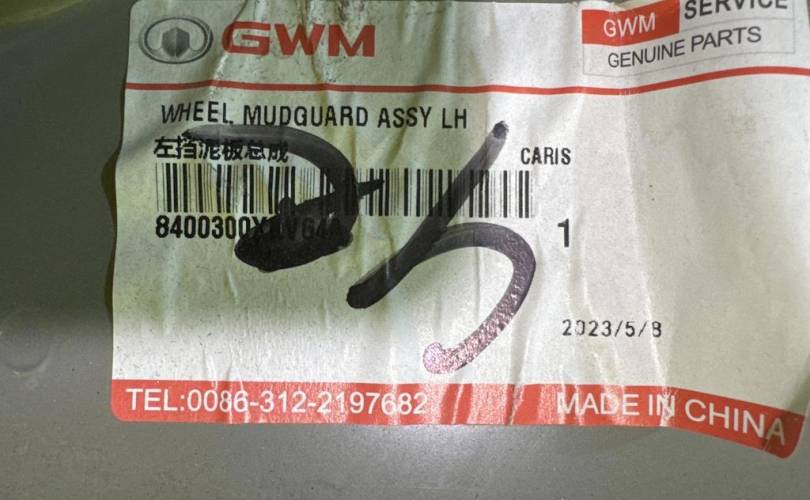 GWM
GWM SERVICE
GENUINE PARTS
WHEEL MUDGUARD ASSY LH
左挡泥板总成
CARIS
1
2023/5/8
TEL:0086-312-2197682
MADE IN CHINA